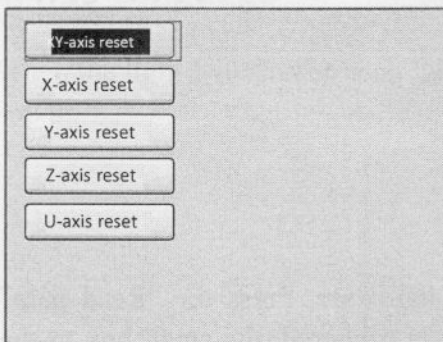 XY-axis reset
X-axis reset
Y-axis reset
Z-axis reset
U-axis reset